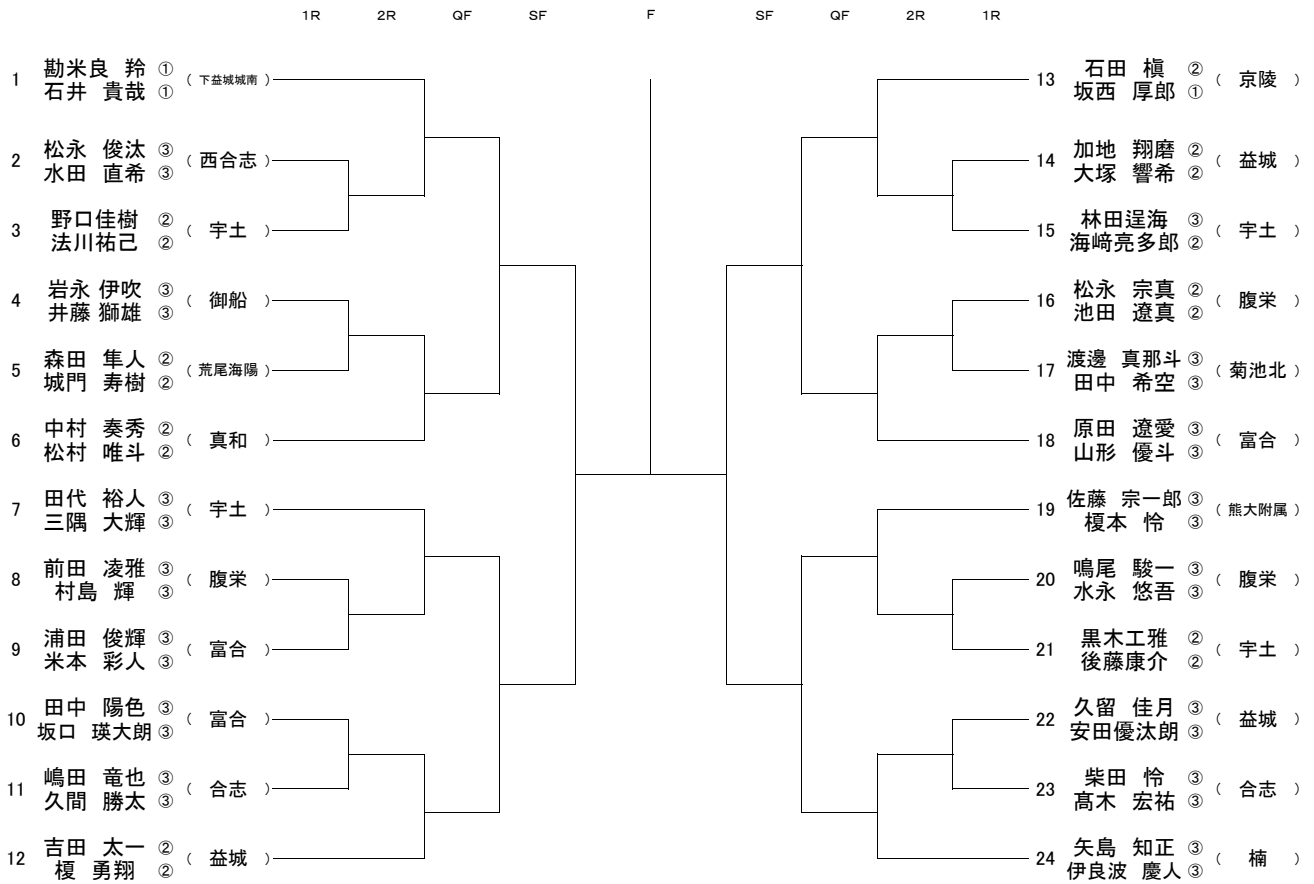 1R 2R QF SF F SF QF 2R 1R
1 勘米良 羚 ① ( 下益城城南 )
石井 貴哉 ①
2 松永 俊汰 ③ ( 西合志 )
水田 直希 ③
3 野口佳樹 ② ( 宇土 )
法川祐己 ②
4 岩永 伊吹 ③ ( 御船 )
井藤 獅雄 ③
5 森田 隼人 ② ( 荒尾海陽 )
城門 寿樹 ②
6 中村 奏秀 ② ( 真和 )
松村 唯斗 ②
7 田代 裕人 ③ ( 宇土 )
三隅 大輝 ③
8 前田 凌雅 ③ ( 腹栄 )
村島 輝 ③
9 浦田 俊輝 ③ ( 富合 )
米本 彩人 ③
10 田中 陽色 ③ ( 富合 )
坂口 瑛大朗 ③
11 嶋田 竜也 ③ ( 合志 )
久間 勝太 ③
12 吉田 太一 ② ( 益城 )
榎 勇翔 ②
13 石田 槇 ② ( 京陵 )
坂西 厚郎 ①
14 加地 翔磨 ② ( 益城 )
大塚 響希 ②
15 林田逞海 ③ ( 宇土 )
海﨑亮多郎 ②
16 松永 宗真 ② ( 腹栄 )
池田 遼真 ②
17 渡邊 真那斗 ③ ( 菊池北 )
田中 希空 ③
18 原田 遼愛 ③ ( 富合 )
山形 優斗 ③
19 佐藤 宗一郎 ③ ( 熊大附属 )
榎本 怜 ③
20 鳴尾 駿一 ③ ( 腹栄 )
水永 悠吾 ③
21 黒木工雅 ② ( 宇土 )
後藤康介 ②
22 久留 佳月 ③ ( 益城 )
安田優汰朗 ③
23 柴田 怜 ③ ( 合志 )
髙木 宏祐 ③
24 矢島 知正 ③ ( 楠 )
伊良波 慶人 ③